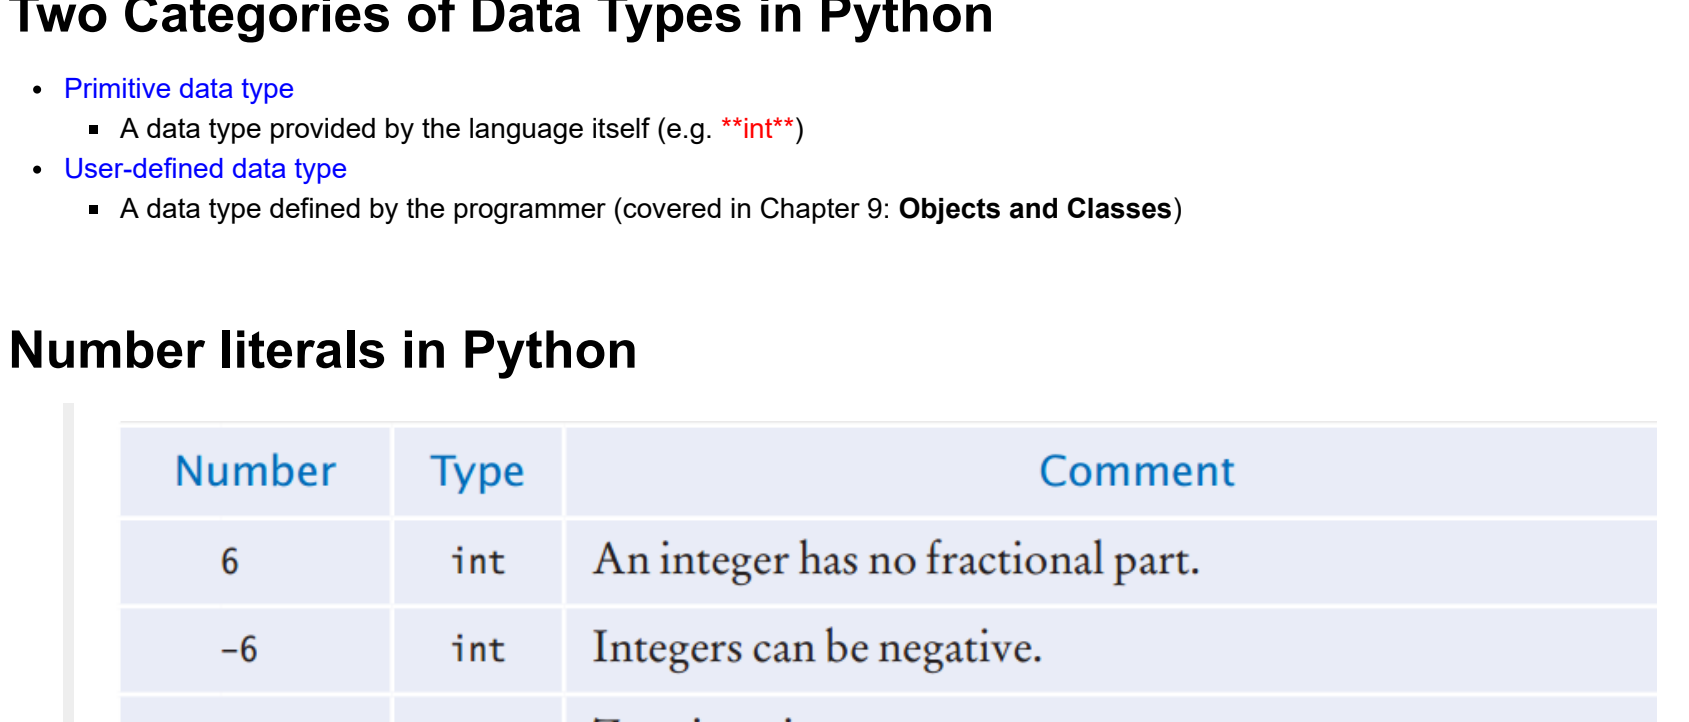 Two Categories of Data Types in Python
• Primitive data type
▪ A data type provided by the language itself (e.g. **int**)
• User-defined data type
▪ A data type defined by the programmer (covered in Chapter 9: Objects and Classes)
Number literals in Python
Number Type Comment
6 int An integer has no fractional part.
-6 int Integers can be negative.